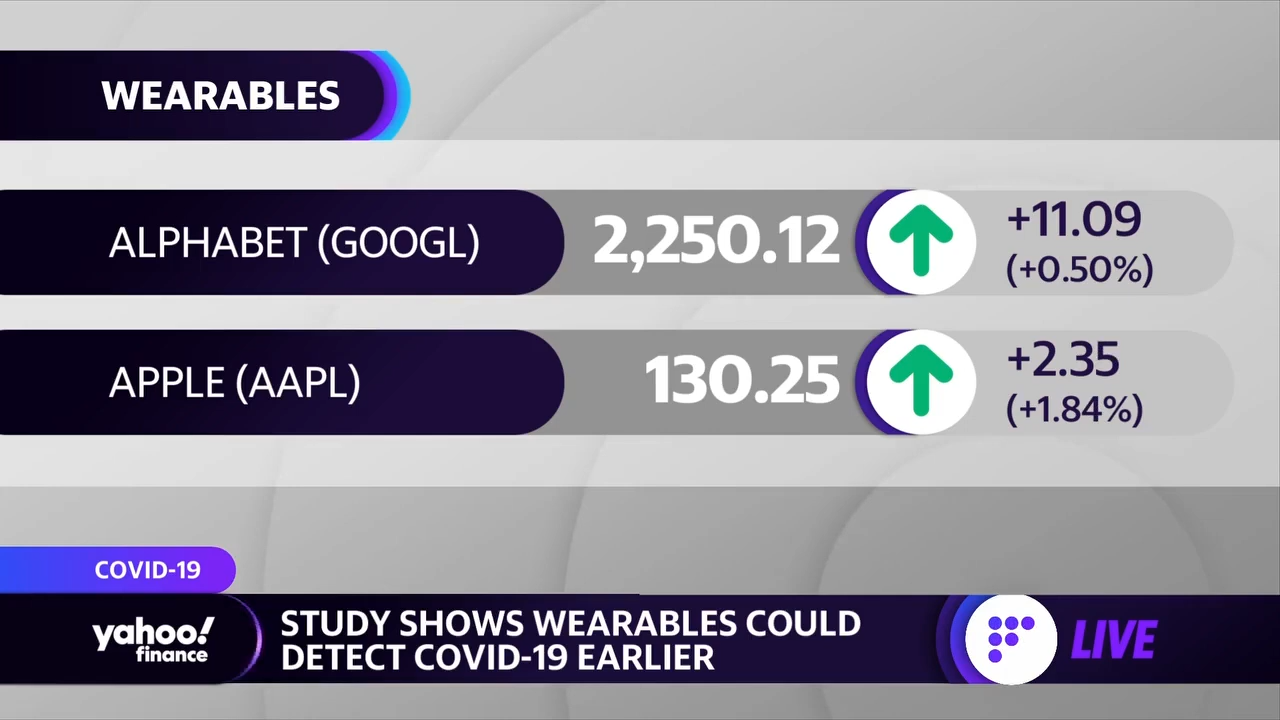 WEARABLES
ALPHABET (GOOGL) 2,250.12 +11.09
(+0.50%)
APPLE (AAPL) 130.25 +2.35
(+1.84%)
COVID-19
yahoo!
finance
STUDY SHOWS WEARABLES COULD
DETECT COVID-19 EARLIER
LIVE